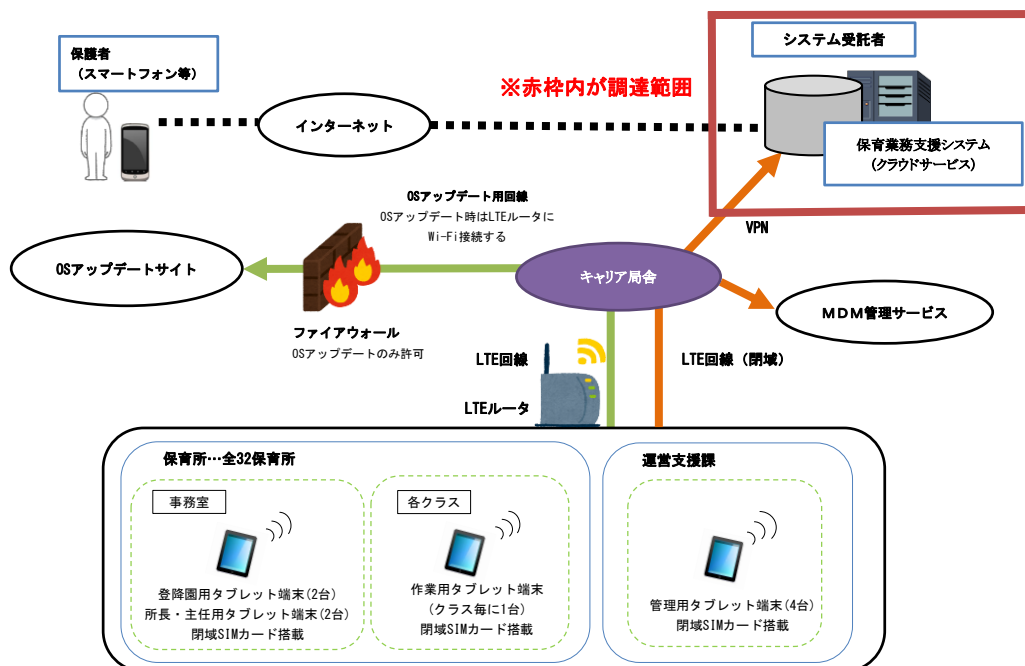 保護者
(スマートフォン等)
インターネット
※赤枠内が調達範囲
システム受託者
保育業務支援システム
(クラウドサービス)
OSアップデート用回線
OSアップデート時はLTEルータに
Wi-Fi接続する
VPN
OSアップデートサイト
キャリア局舎
MDM管理サービス
ファイアウォール
OSアップデートのみ許可
LTE回線
LTE回線(閉域)
LTEルータ
保育所…全32保育所
運営支援課
事務室
各クラス
登降園用タブレット端末(2台)
所長・主任用タブレット端末(2台)
閉域SIMカード搭載
作業用タブレット端末
(クラス毎に1台)
閉域SIMカード搭載
管理用タブレット端末(4台)
閉域SIMカード搭載